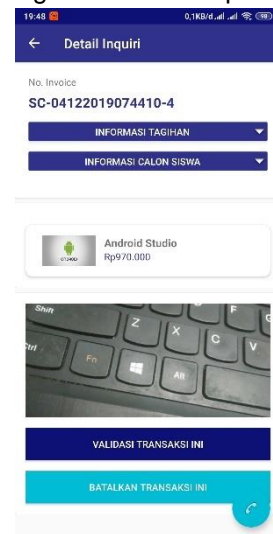 19:48
0,1KB/d
99
Detail Inquiri
No. Invoice
SC-04122019074410-4
INFORMASI TAGIHAN
INFORMASI CALON SISWA
Android Studio
Rp970.000
Shift
Z
X
C
V
Ctrl
Fn
Alt
VALIDASI TRANSAKSI INI
BATALKAN TRANSAKSI INI